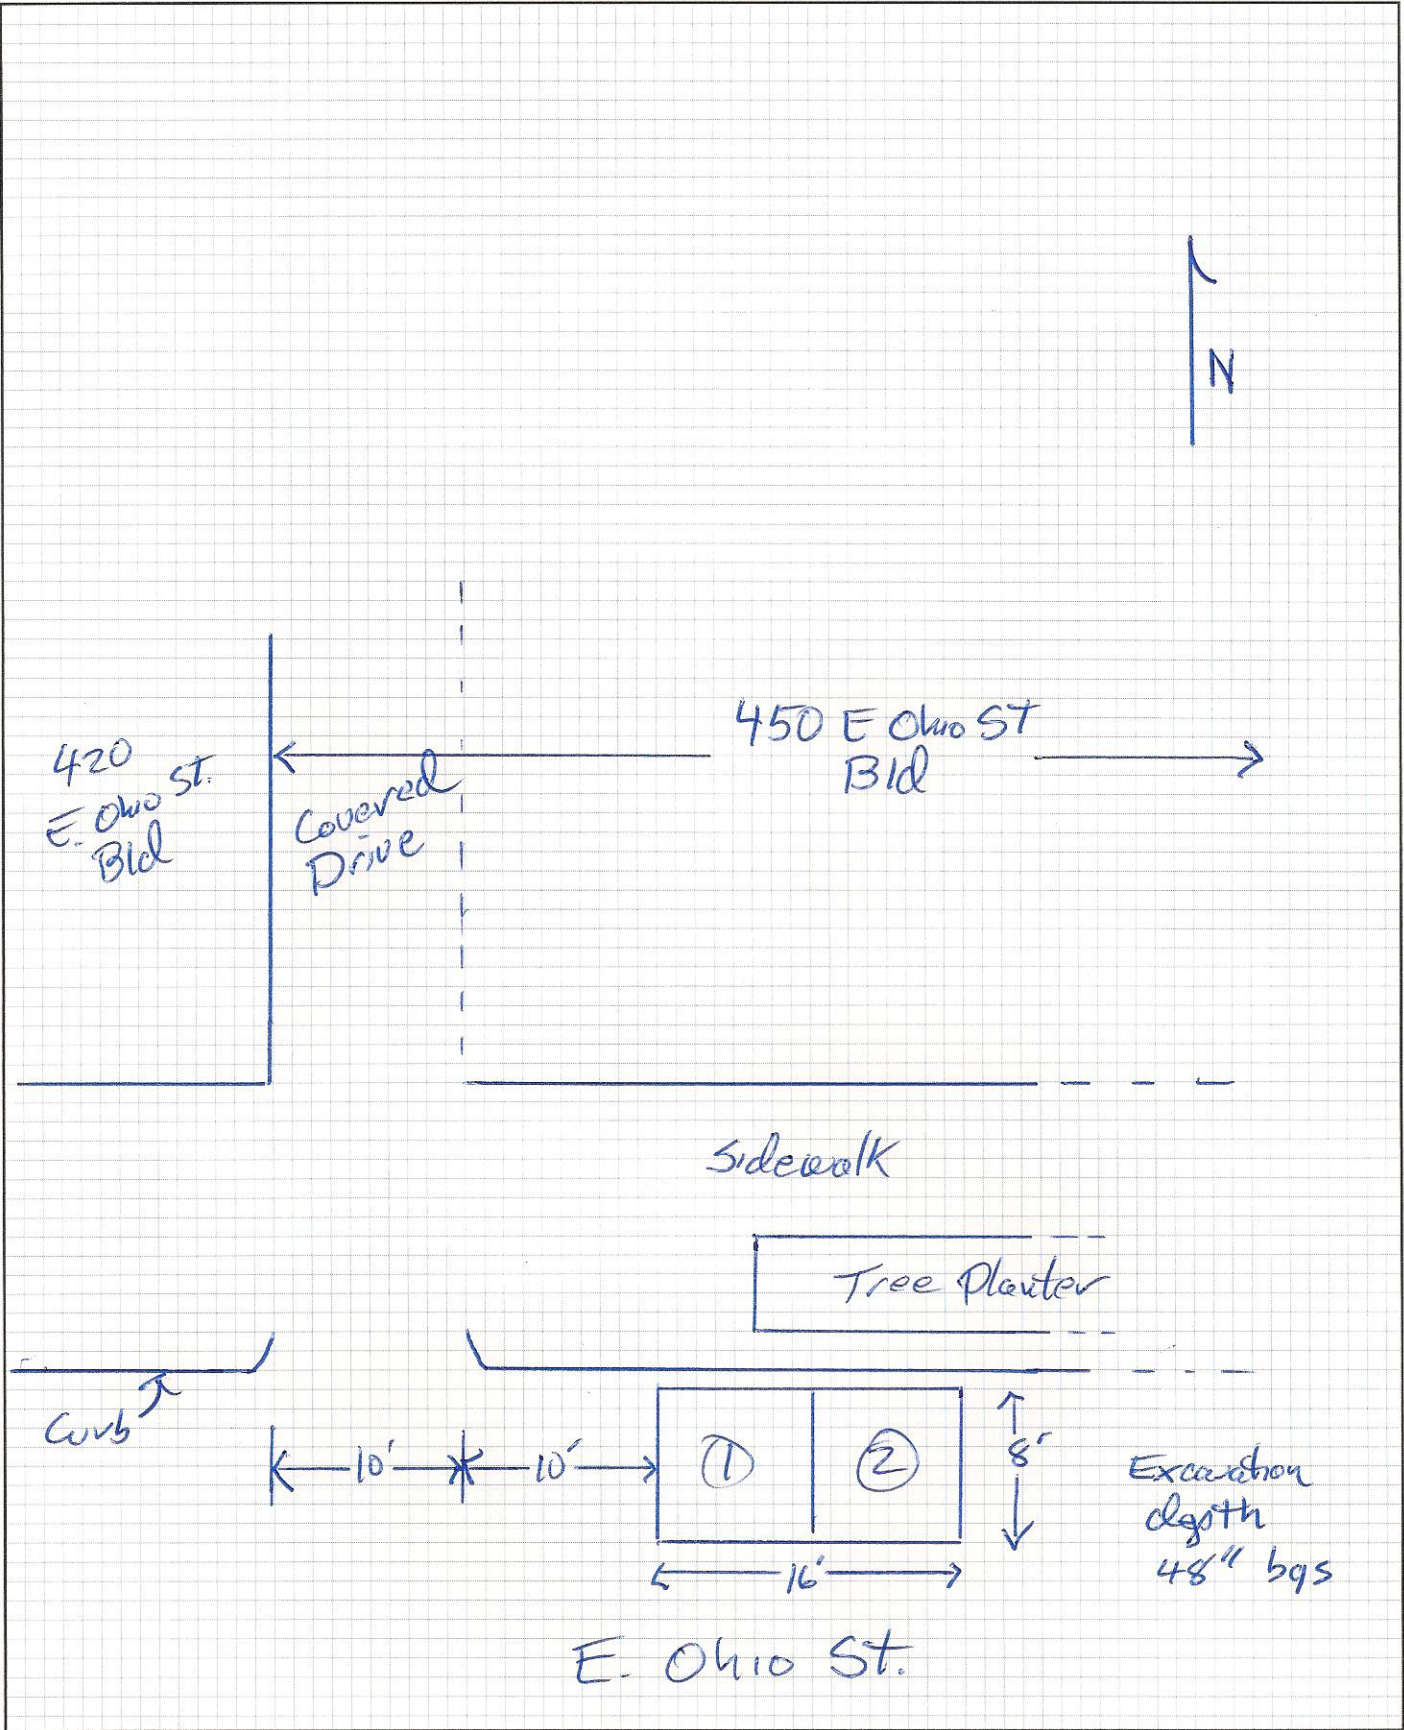 N
450 E Ohio ST
Bld
420
E. Ohio St.
Bld
Covered
Drive
Sidewalk
Tree Planter
Curb
10'
10'
1
2
8'
16'
Excavation
depth
48" bgs
E. Ohio St.